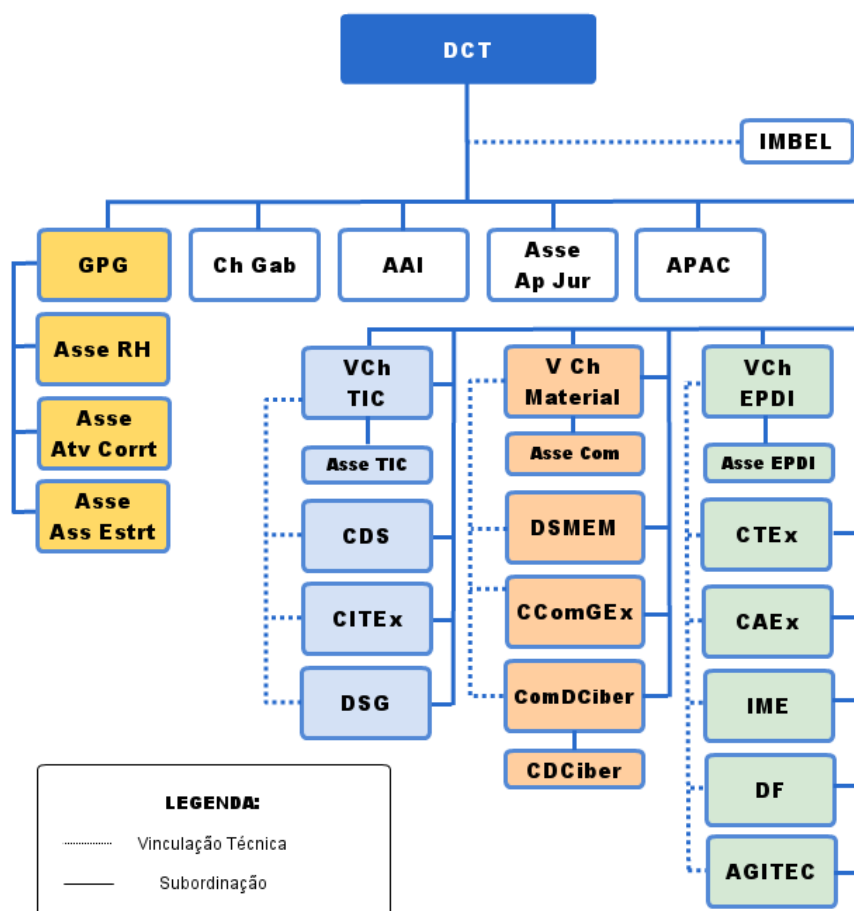 DCT
IMBEL
GPG
Ch Gab
AAI
Asse
Ap Jur
APAC
Asse RH
Asse
Atv Corrt
Asse
Ass Estrt
VCh
TIC
Asse TIC
CDS
CITEx
DSG
V Ch
Material
Asse Com
DSMEM
CComGEx
ComDCiber
CDCiber
VCh
EPDI
Asse EPDI
CTEx
CAEx
IME
DF
AGITEC
LEGENDA:
Vinculação Técnica
Subordinação